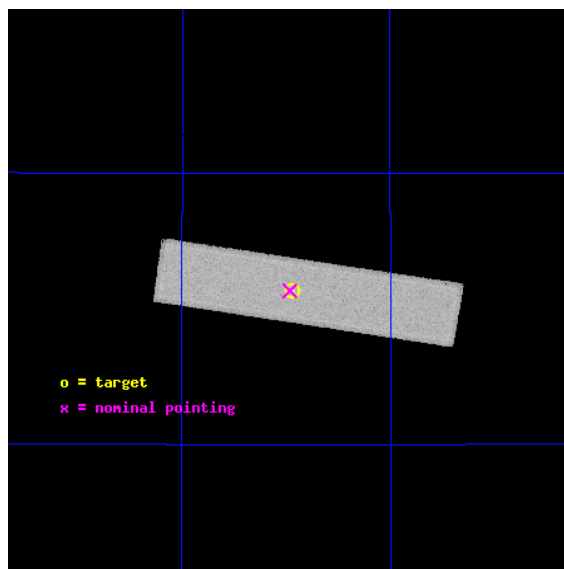 o = target
x = nominal pointing